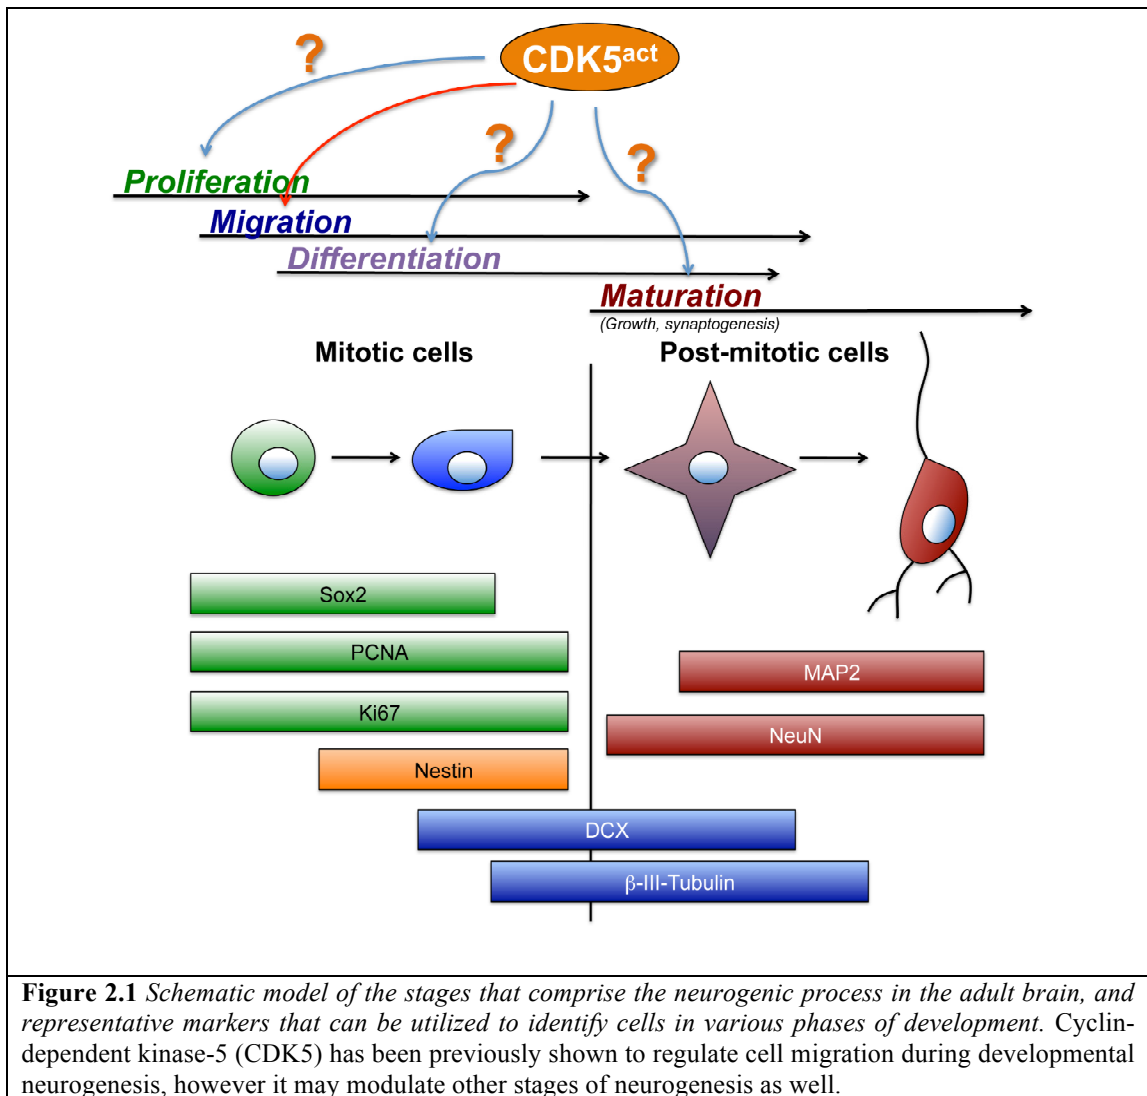 ?
CDK5act
?
?
Proliferation
Migration
Differentiation
Maturation
(Growth, synaptogenesis)
Mitotic cells
Post-mitotic cells
Sox2
PCNA
MAP2
Ki67
NeuN
Nestin
DCX
β-III-Tubulin
Figure 2.1 Schematic model of the stages that comprise the neurogenic process in the adult brain, and
representative markers that can be utilized to identify cells in various phases of development. Cyclin-
dependent kinase-5 (CDK5) has been previously shown to regulate cell migration during developmental
neurogenesis, however it may modulate other stages of neurogenesis as well.